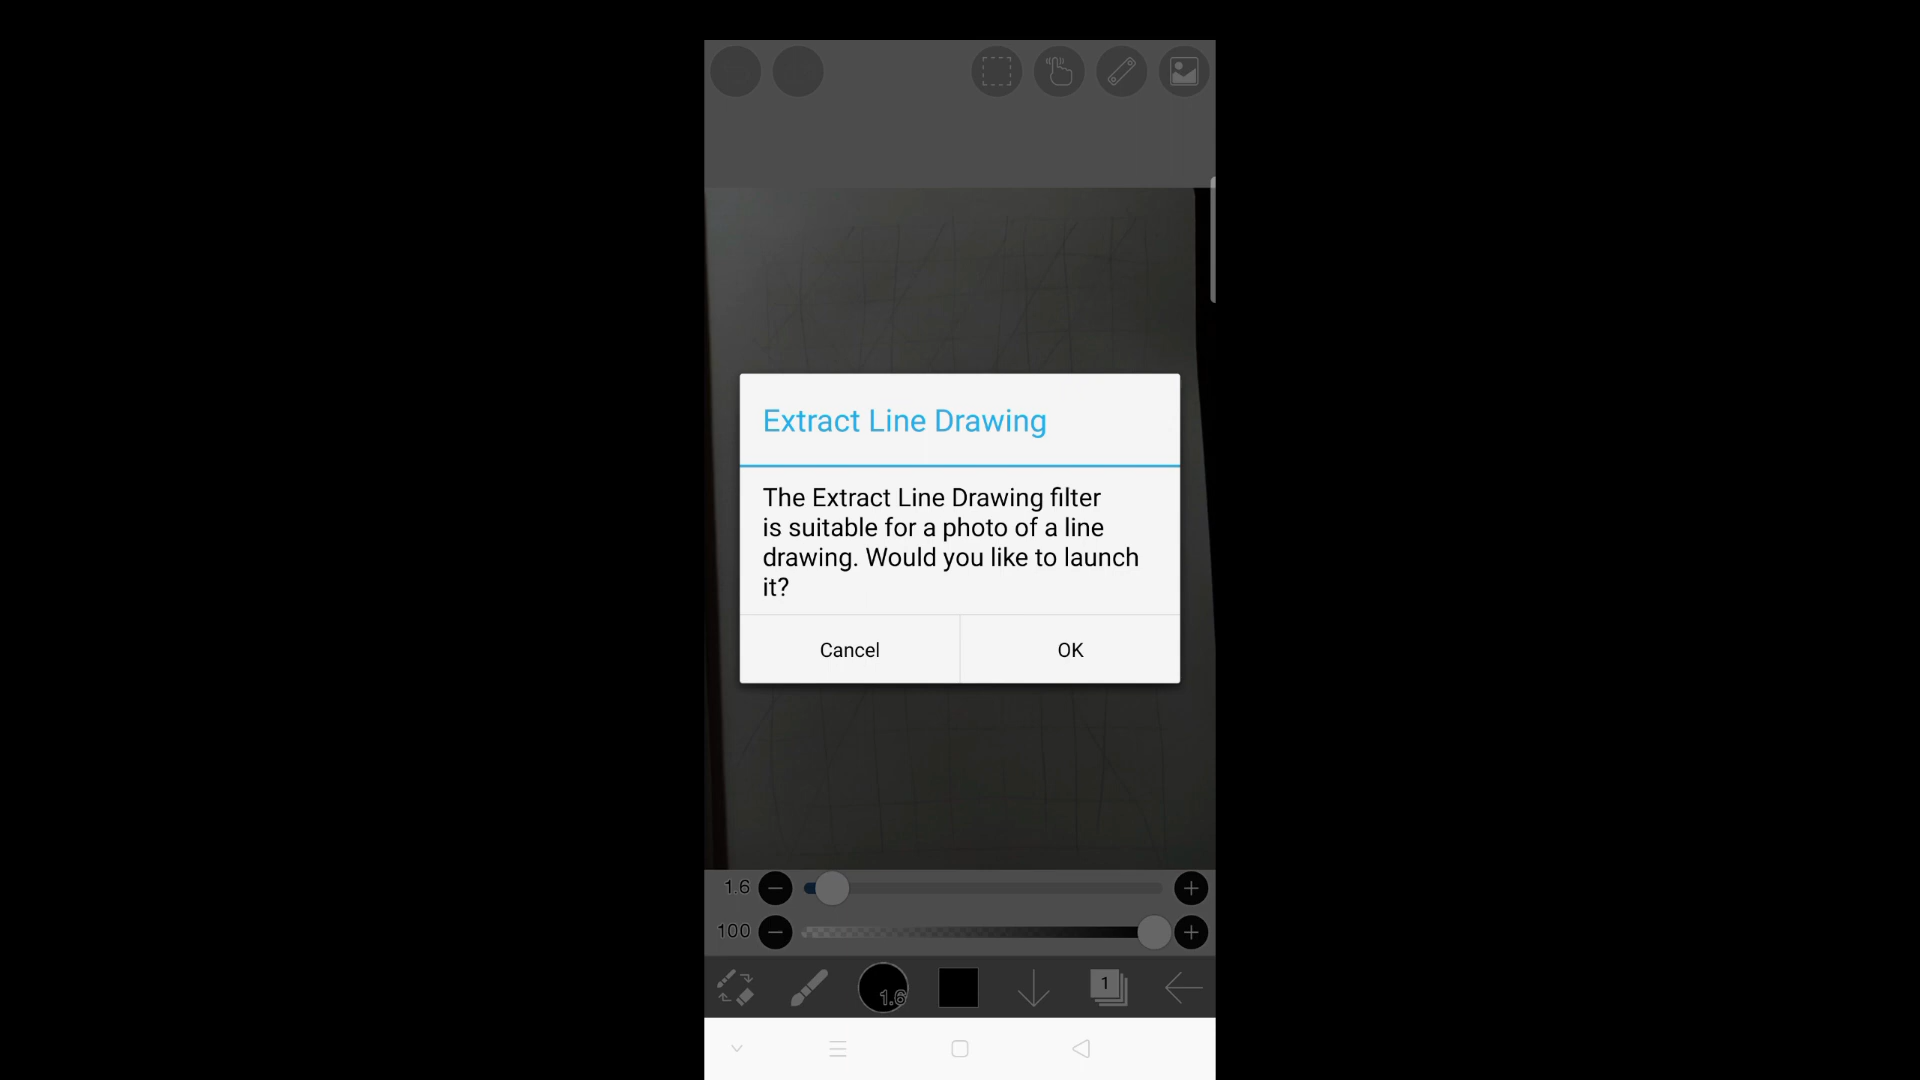 Extract Line Drawing
The Extract Line Drawing filter
is suitable for a photo of a line
drawing. Would you like to launch
it?
Cancel OK
1.6
100
1.6 1